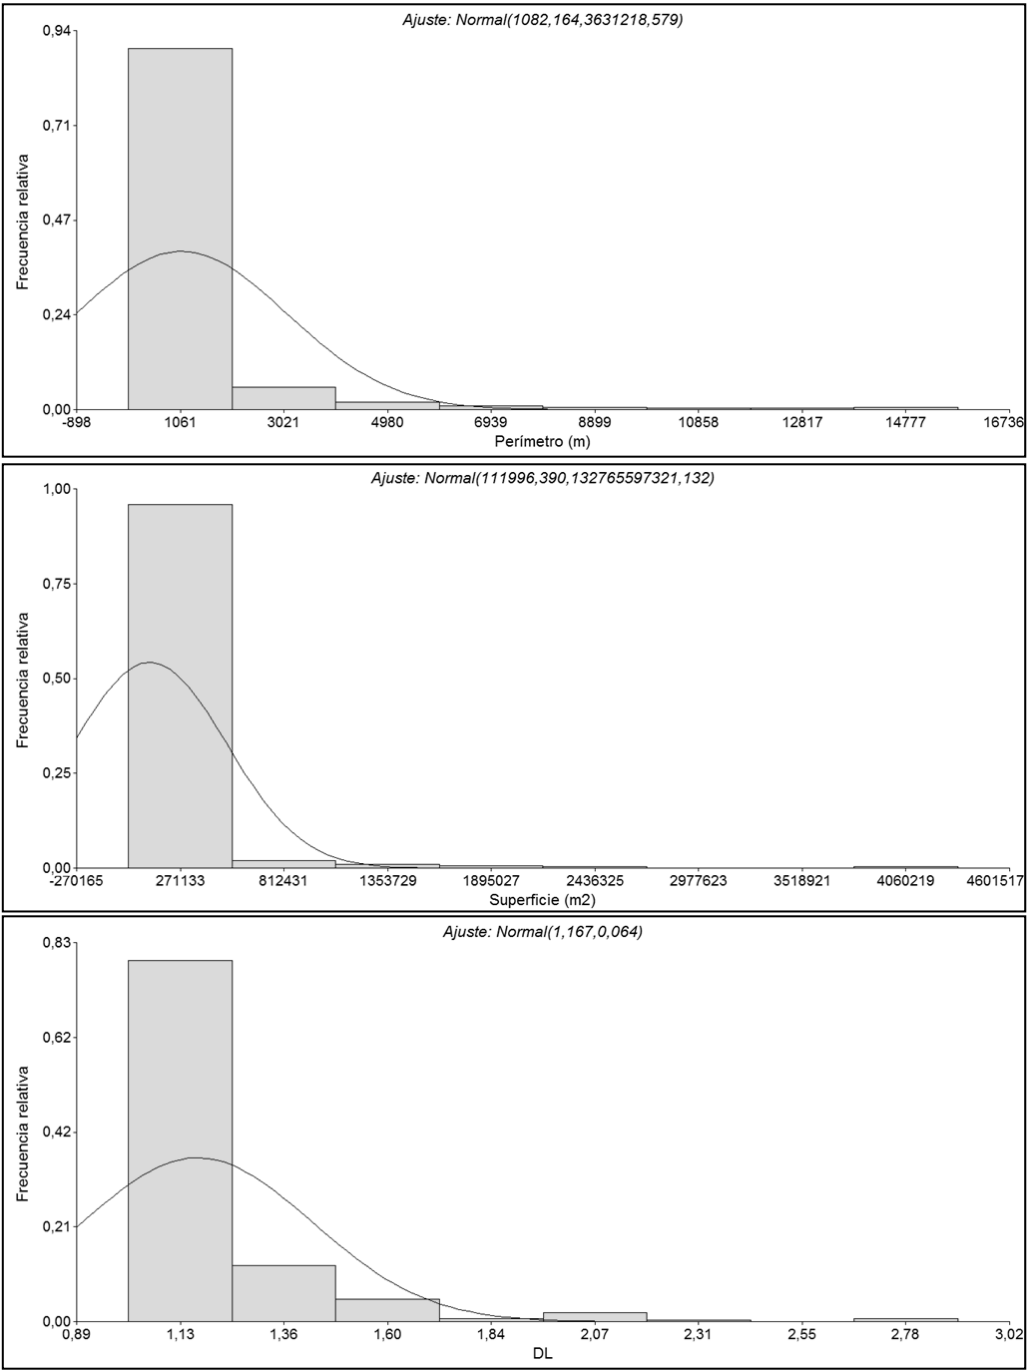 Ajuste: Normal(1082,164,3631218,579)
0,94
0,71
0,47
0,24
0,00
Frecuencia relativa
-898 1061 3021 4980 6939 8899 10858 12817 14777 16736
Perímetro (m)
Ajuste: Normal(111996,390,132765597321,132)
1,00
0,75
0,50
0,25
0,00
Frecuencia relativa
-270165 271133 812431 1353729 1895027 2436325 2977623 3518921 4060219 4601517
Superficie (m2)
Ajuste: Normal(1,167,0,064)
0,83
0,62
0,42
0,21
0,00
Frecuencia relativa
0,89 1,13 1,36 1,60 1,84 2,07 2,31 2,55 2,78 3,02
DL